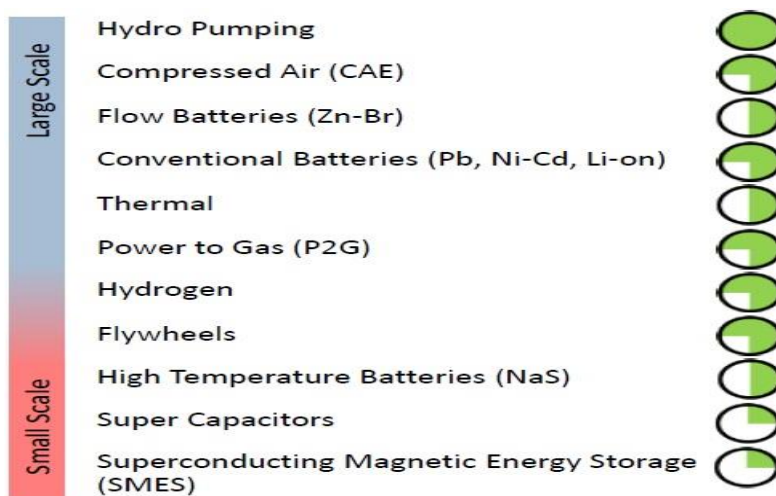 Large Scale
Hydro Pumping
Compressed Air (CAE)
Flow Batteries (Zn-Br)
Conventional Batteries (Pb, Ni-Cd, Li-on)
Thermal
Power to Gas (P2G)
Hydrogen
Flywheels
Small Scale
High Temperature Batteries (NaS)
Super Capacitors
Superconducting Magnetic Energy Storage
(SMES)